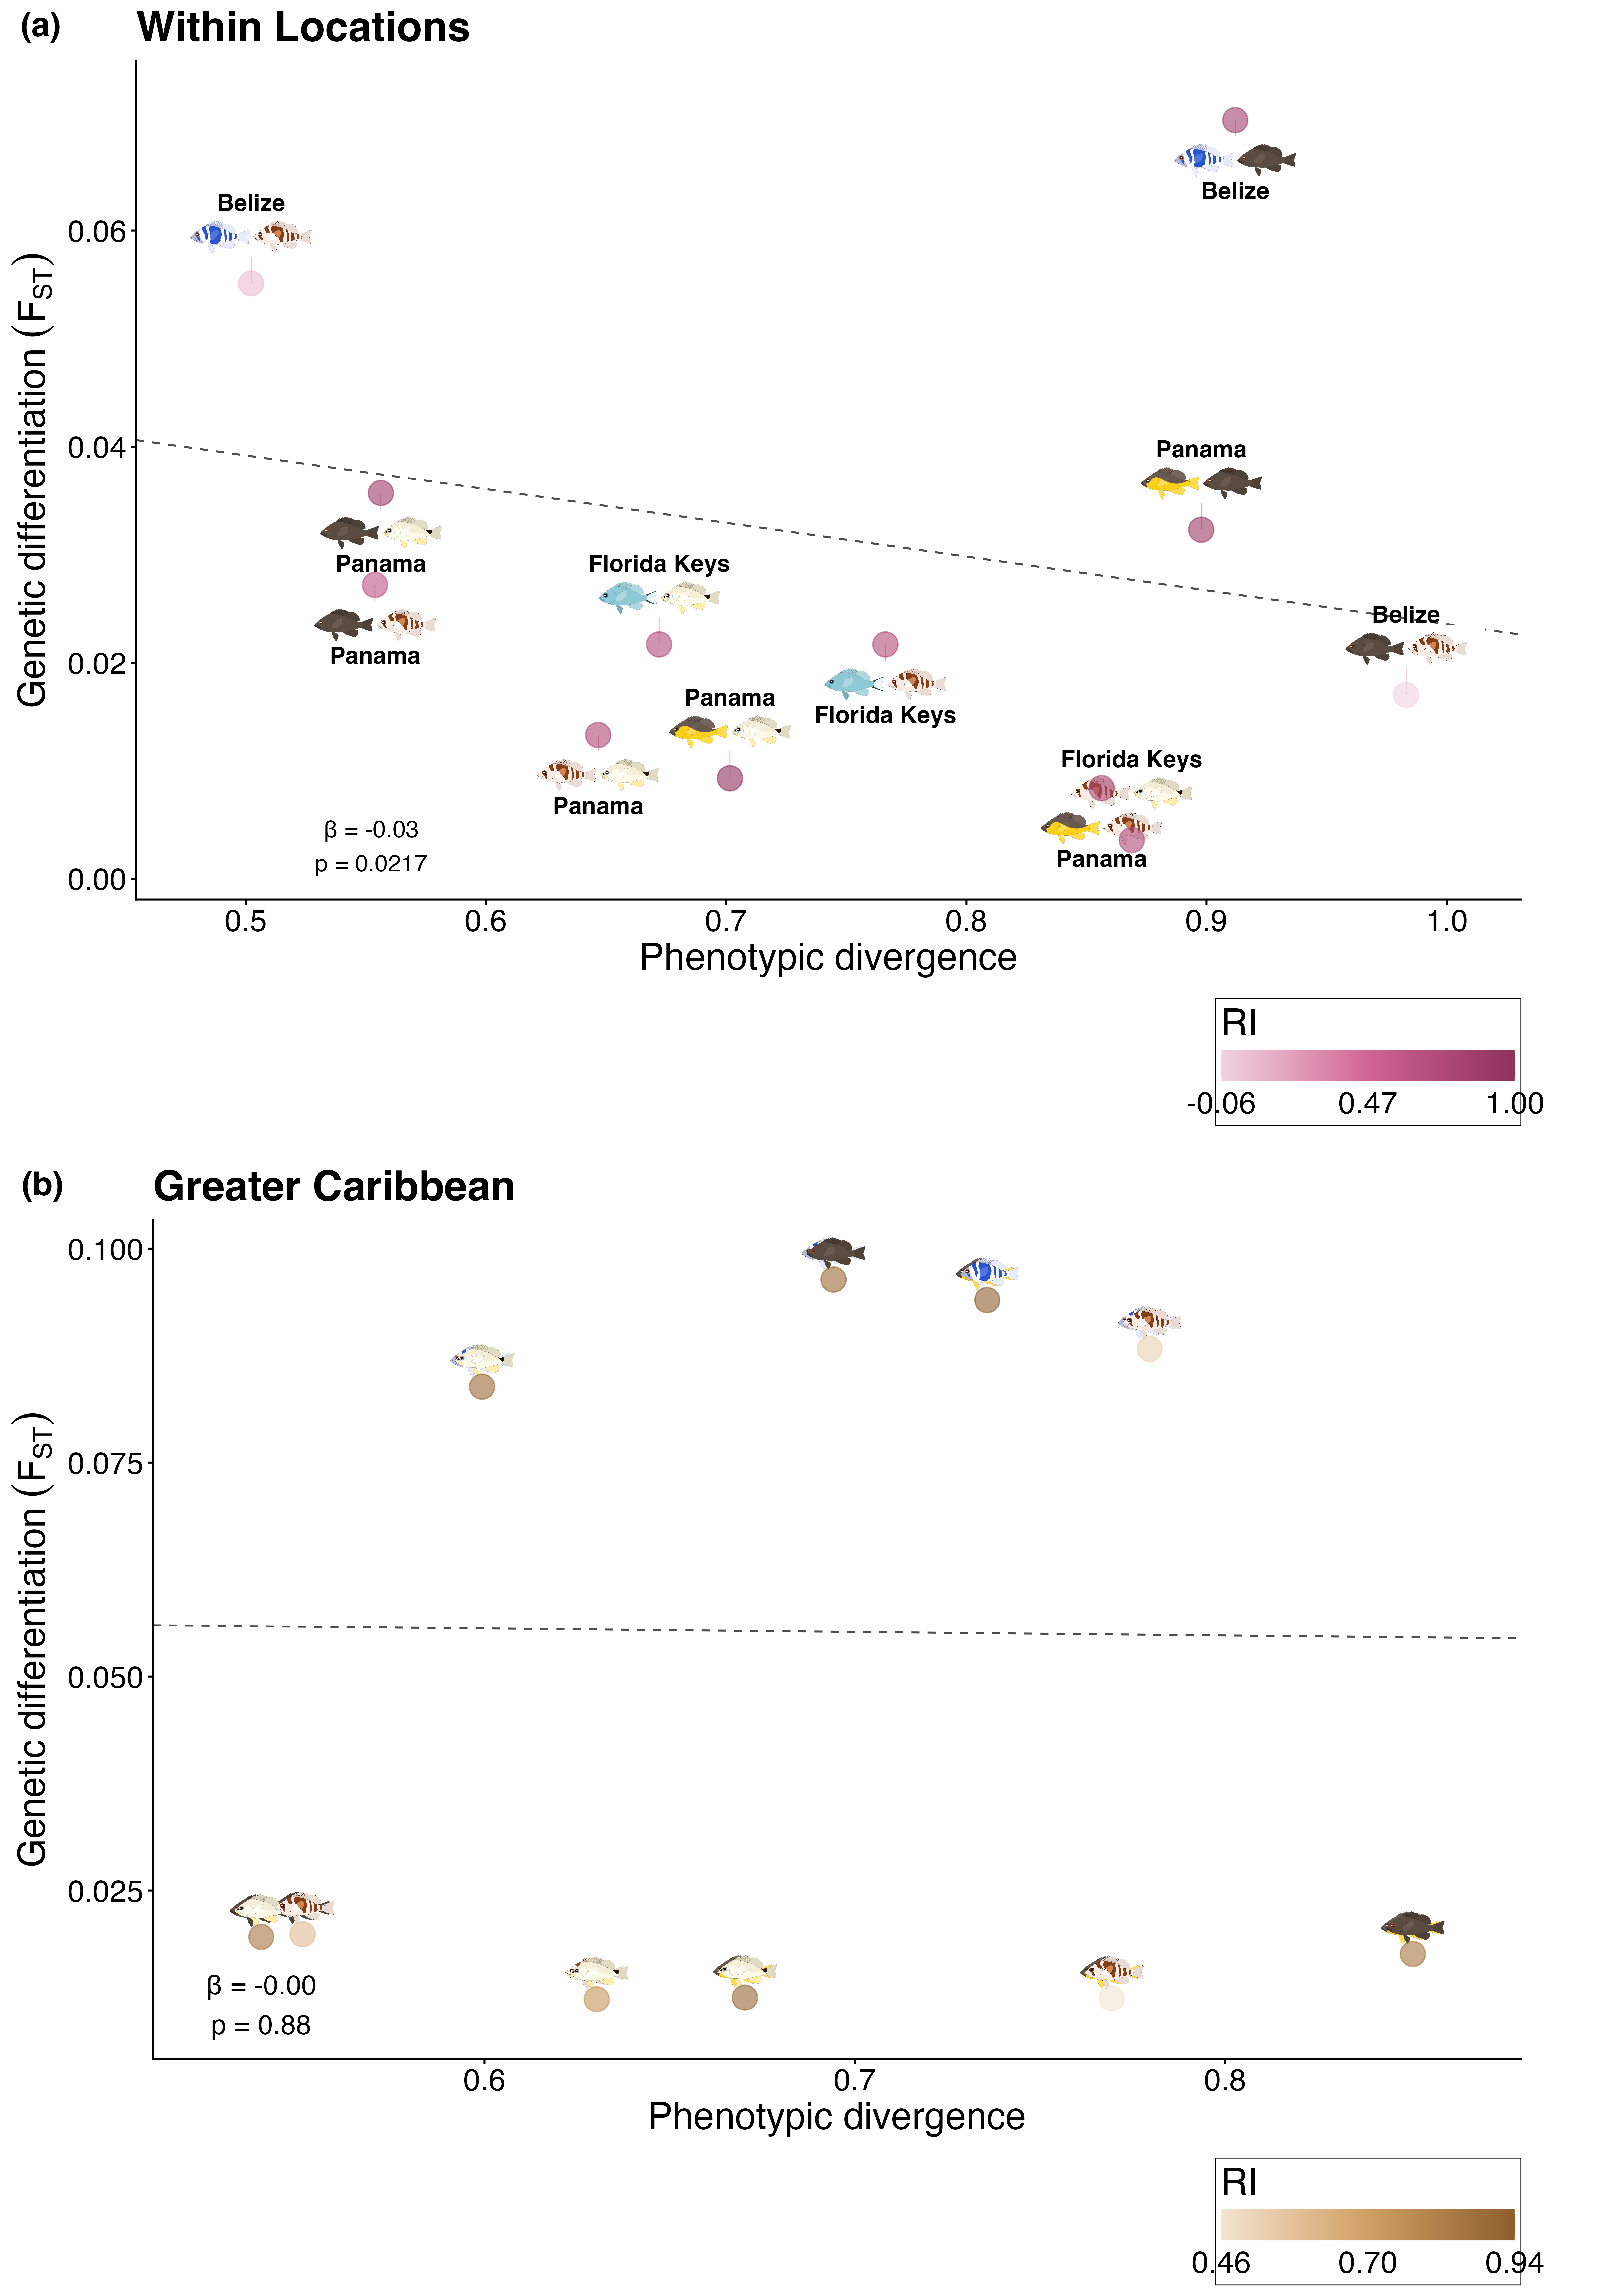 (a) Within Locations
Genetic differentiation (F_ST)
0.06
0.04
0.02
0.00
Belize
Belize
Panama
Panama
Florida Keys
Belize
Panama
Panama
Florida Keys
Florida Keys
Panama
Panama
β = -0.03
p = 0.0217
0.5 0.6 0.7 0.8 0.9 1.0
Phenotypic divergence
RI
-0.06 0.47 1.00
(b) Greater Caribbean
Genetic differentiation (F_ST)
0.100
0.075
0.050
0.025
β = -0.00
p = 0.88
0.6 0.7 0.8
Phenotypic divergence
RI
0.46 0.70 0.94